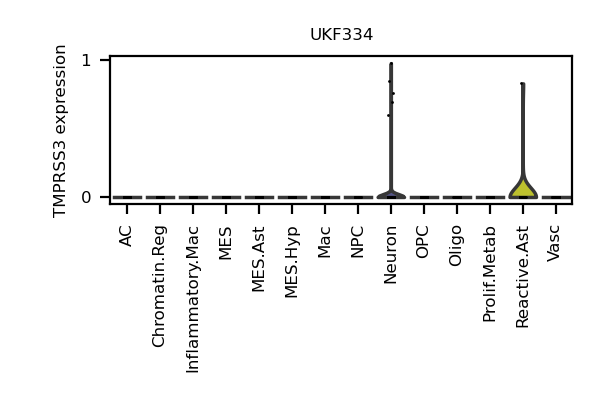 UKF334
TMPRSS3 expression
1
0
AC
Chromatin.Reg
Inflammatory.Mac
MES
MES.Ast
MES.Hyp
Mac
NPC
Neuron
OPC
Oligo
Prolif.Metab
Reactive.Ast
Vasc